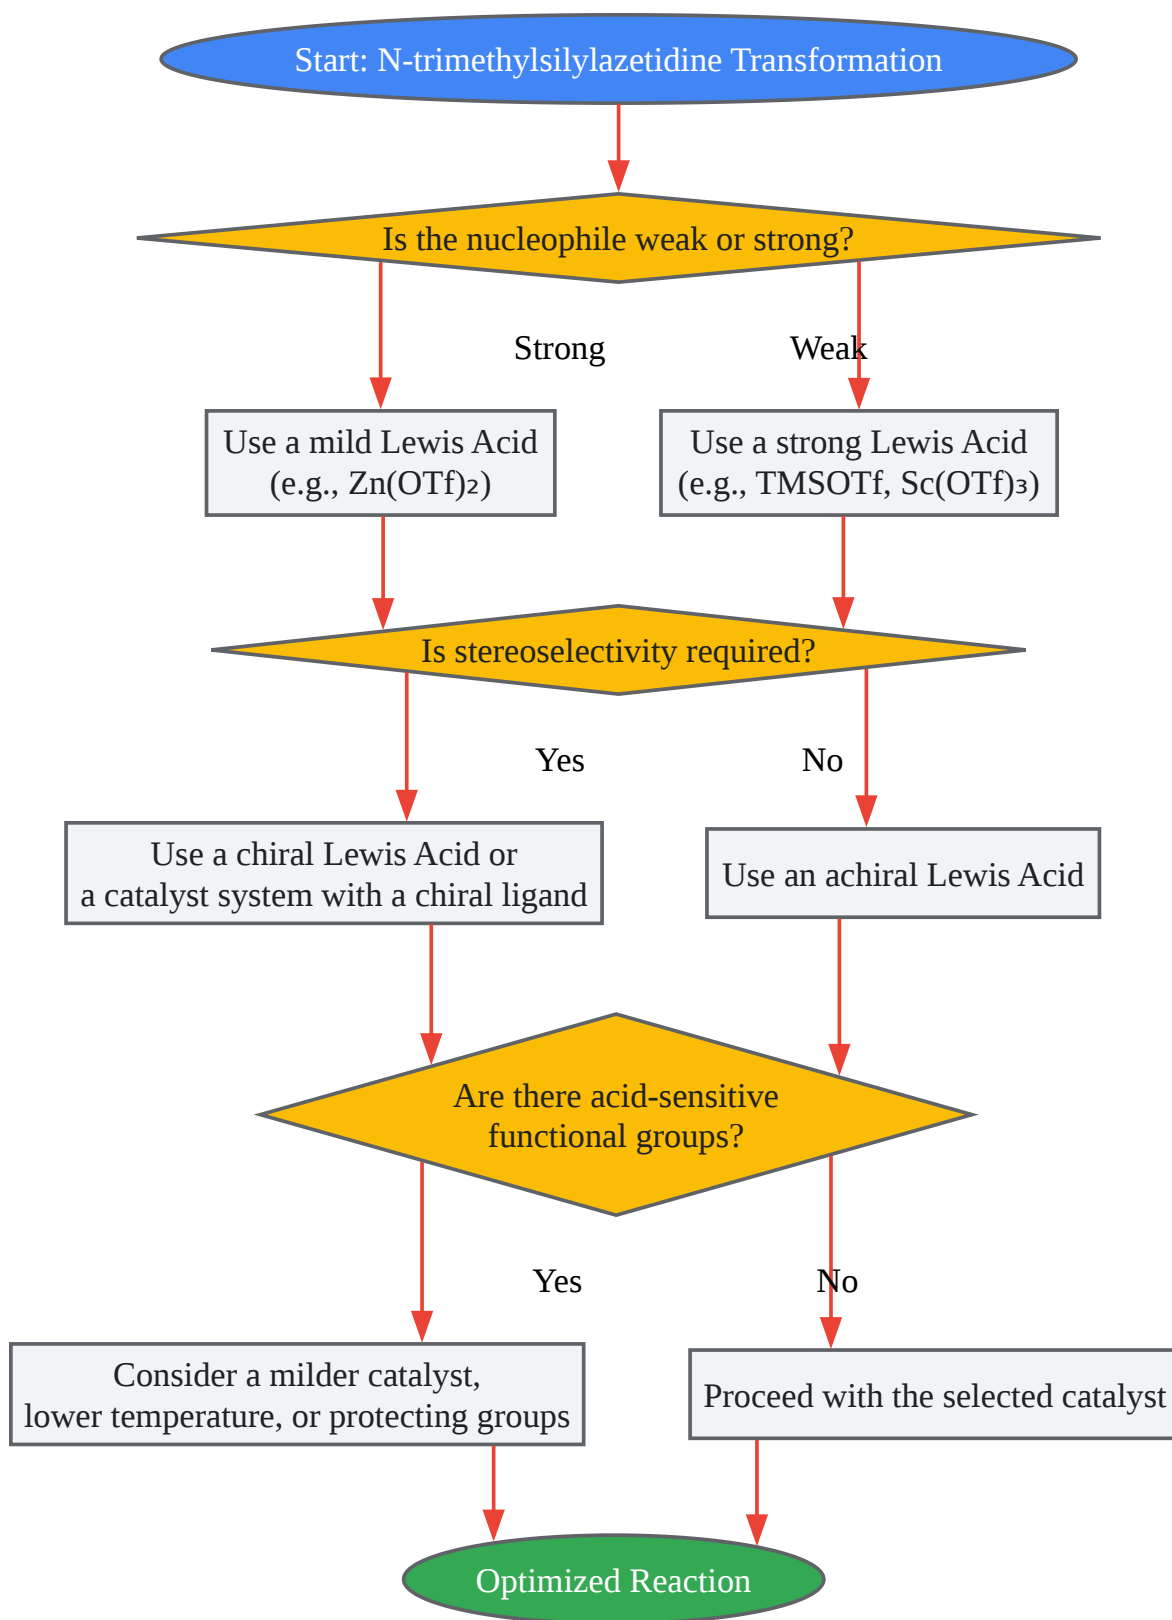 Start: N-trimethylsilylazetidine Transformation
Is the nucleophile weak or strong?
Strong
Weak
Use a mild Lewis Acid
(e.g., Zn(OTf)₂)
Use a strong Lewis Acid
(e.g., TMSOTf, Sc(OTf)₃)
Is stereoselectivity required?
Yes
No
Use a chiral Lewis Acid or
a catalyst system with a chiral ligand
Use an achiral Lewis Acid
Are there acid-sensitive
functional groups?
Yes
No
Consider a milder catalyst,
lower temperature, or protecting groups
Proceed with the selected catalyst
Optimized Reaction